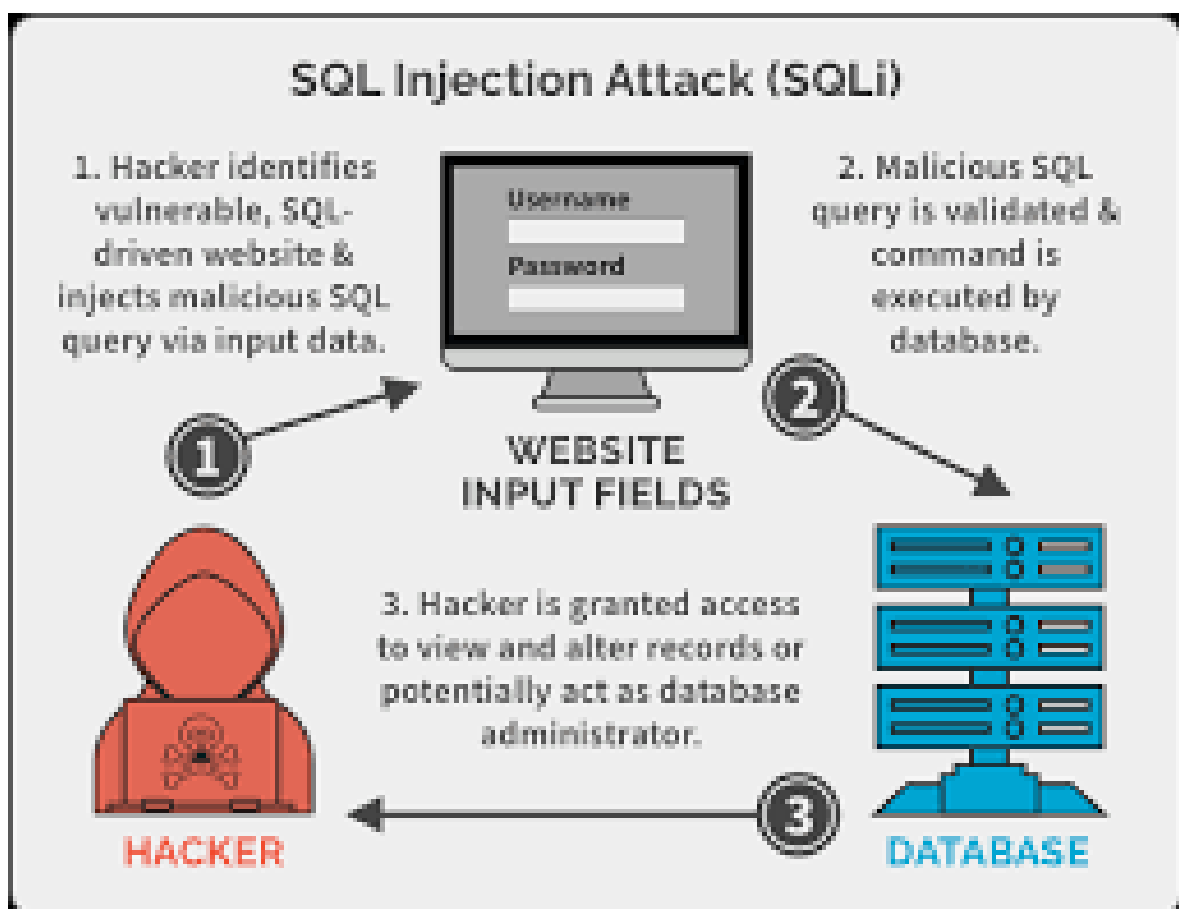 SQL Injection Attack (SQLi)
1. Hacker identifies
vulnerable, SQL-
driven website &
injects malicious SQL
query via input data.
Username
Password
2. Malicious SQL
query is validated &
command is
executed by
database.
1
2
WEBSITE
INPUT FIELDS
3. Hacker is granted access
to view and alter records or
potentially act as database
administrator.
3
HACKER
DATABASE